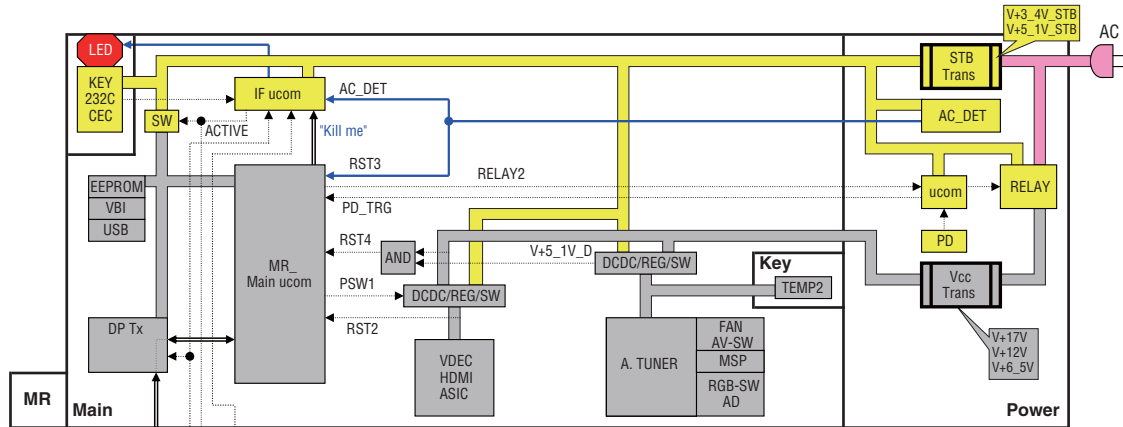 V+3_4V_STB
V+5_1V_STB
AC
LED
STB
Trans
KEY
232C
CEC
IF ucom
AC_DET
AC_DET
SW
ACTIVE
"Kill me"
RST3
RELAY2
EEPROM
VBI
USB
ucom
RELAY
PD_TRG
PD
RST4
AND
V+5_1V_D
DCDC/REG/SW
MR_
Main ucom
Key
TEMP2
Vcc
Trans
PSW1
DCDC/REG/SW
RST2
DP Tx
VDEC
HDMI
ASIC
A. TUNER
FAN
AV-SW
MSP
RGB-SW
AD
V+17V
V+12V
V+6_5V
MR
Main
Power